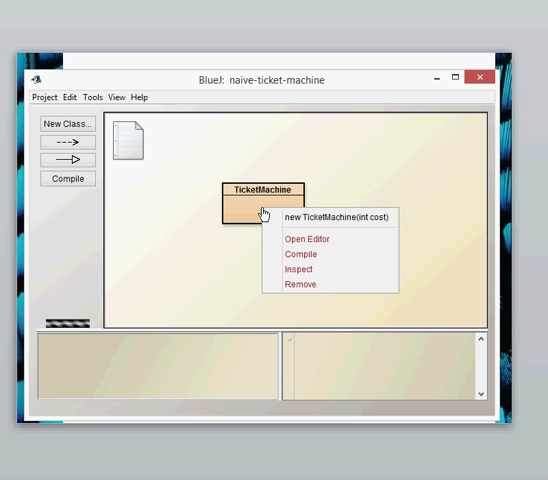 BlueJ: naive-ticket-machine
Project Edit Tools View Help
New Class...
Compile
TicketMachine
new TicketMachine(int cost)
Open Editor
Compile
Inspect
Remove